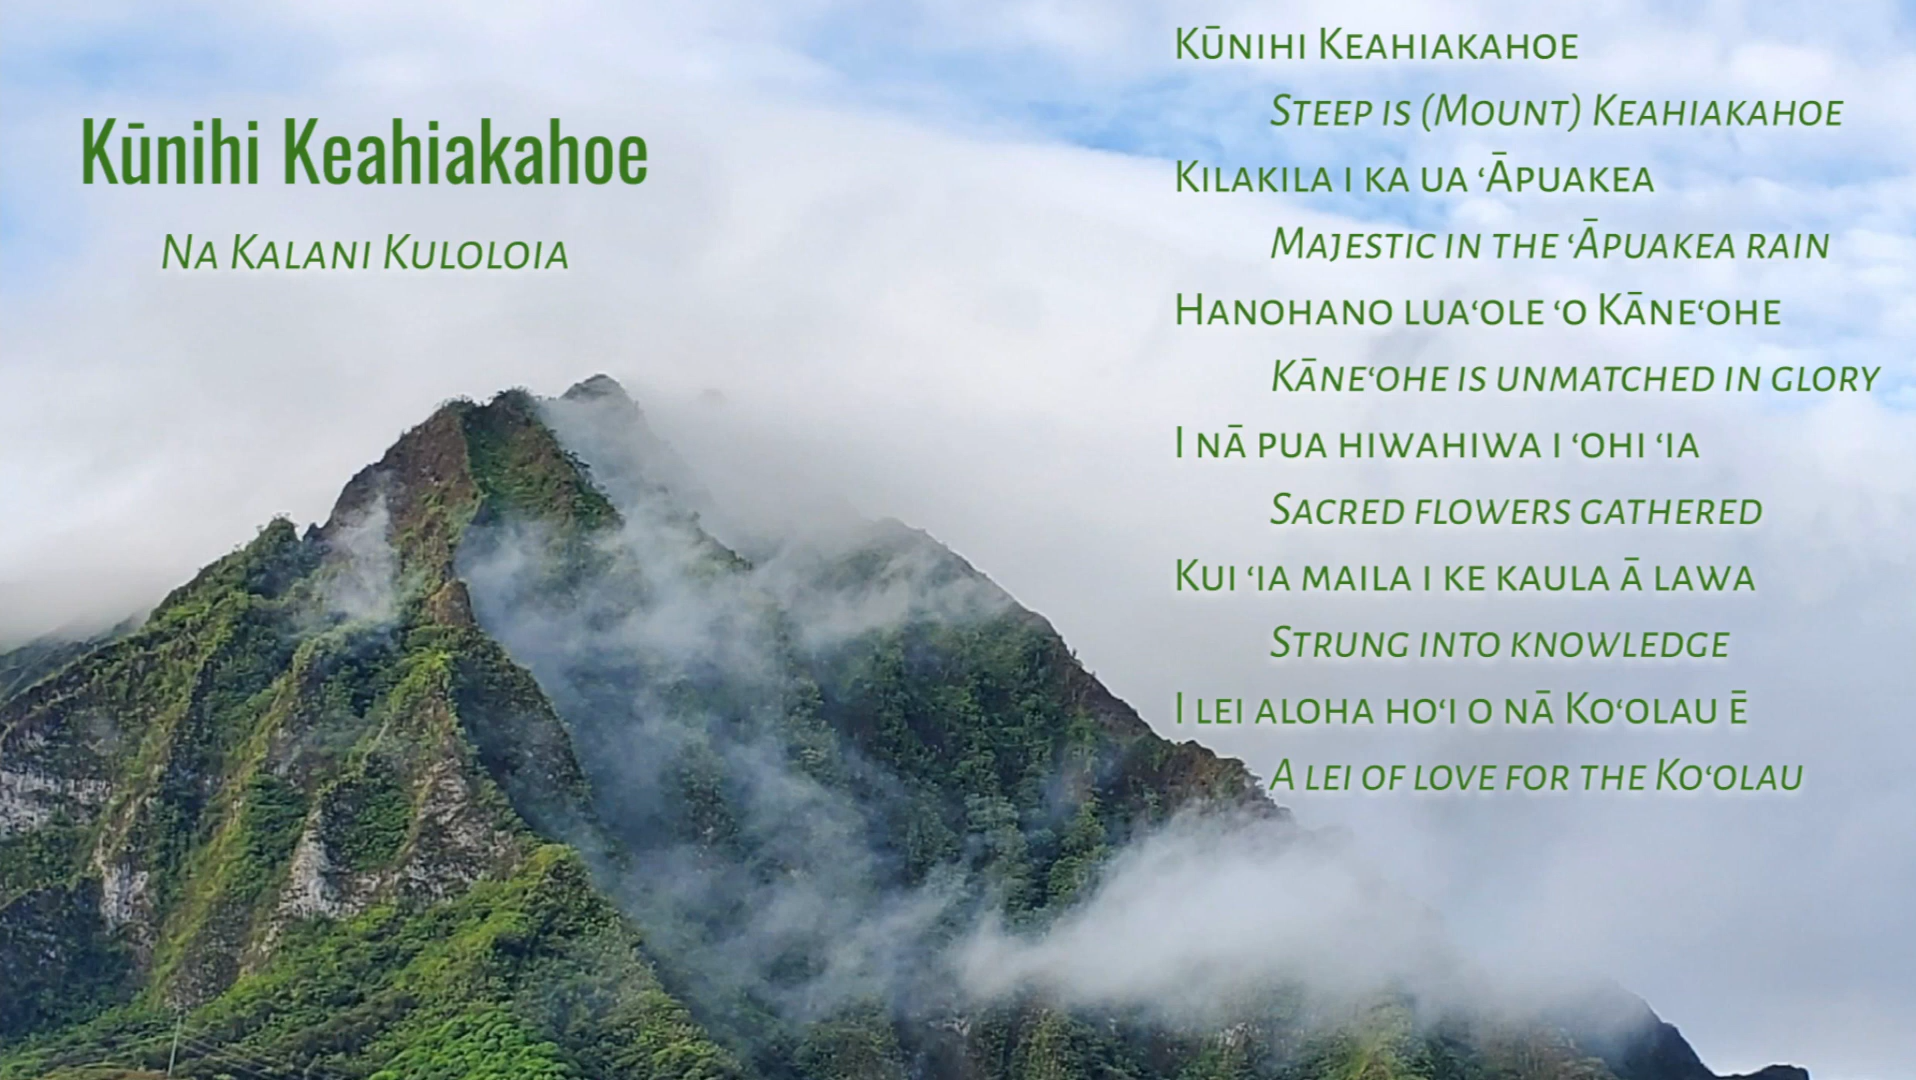 Kūnihi Keahiakahoe
Na Kalani Kuloloia
Kūnihi Keahiakahoe
Steep is (Mount) Keahiakahoe
Kilakila i ka ua ʻĀpuakea
Majestic in the ʻĀpuakea rain
Hanohano luaʻole ʻo Kāneʻohe
Kāneʻohe is unmatched in glory
I nā pua hiwahiwa i ʻohi ʻia
Sacred flowers gathered
Kui ʻia maila i ke kaula ā lawa
Strung into knowledge
I lei aloha hoʻi o nā Koʻolau ē
A lei of love for the Koʻolau